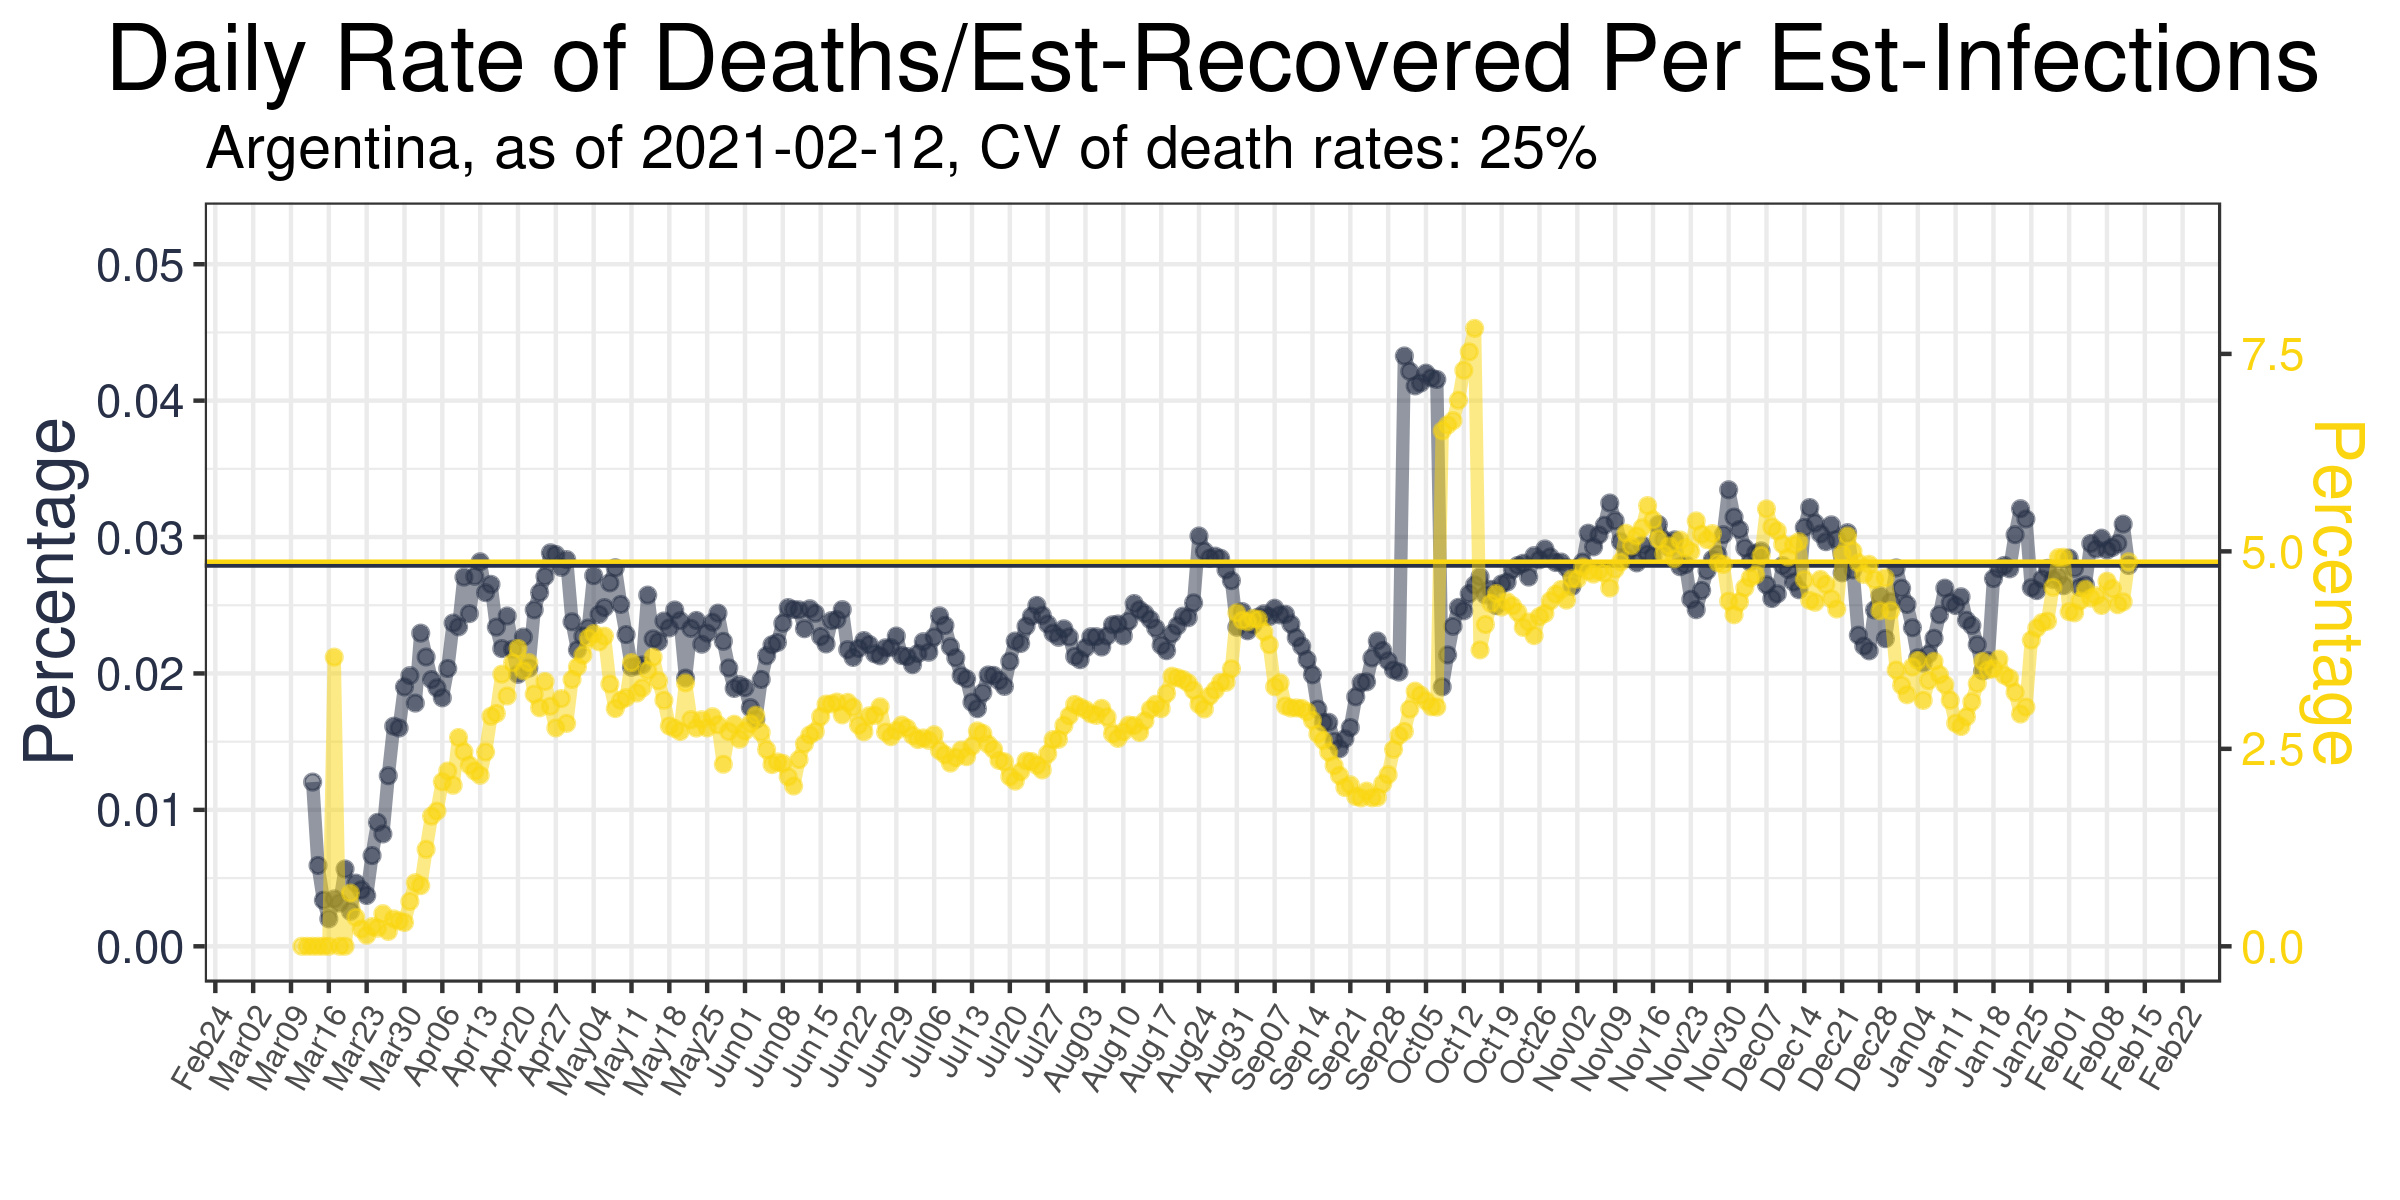 Daily Rate of Deaths/Est-Recovered Per Est-Infections
Argentina, as of 2021-02-12, CV of death rates: 25%
Percentage
0.05
0.04
0.03
0.02
0.01
0.00
7.5
5.0
2.5
0.0
Percentage
Feb24 Mar02 Mar09 Mar16 Mar23 Mar30 Apr06 Apr13 Apr20 Apr27 May04 May11 May18 May25 Jun01 Jun08 Jun15 Jun22 Jun29 Jul06 Jul13 Jul20 Jul27 Aug03 Aug10 Aug17 Aug24 Aug31 Sep07 Sep14 Sep21 Sep28 Oct05 Oct12 Oct19 Oct26 Nov02 Nov09 Nov16 Nov23 Nov30 Dec07 Dec14 Dec21 Dec28 Jan04 Jan11 Jan18 Jan25 Feb01 Feb08 Feb15 Feb22